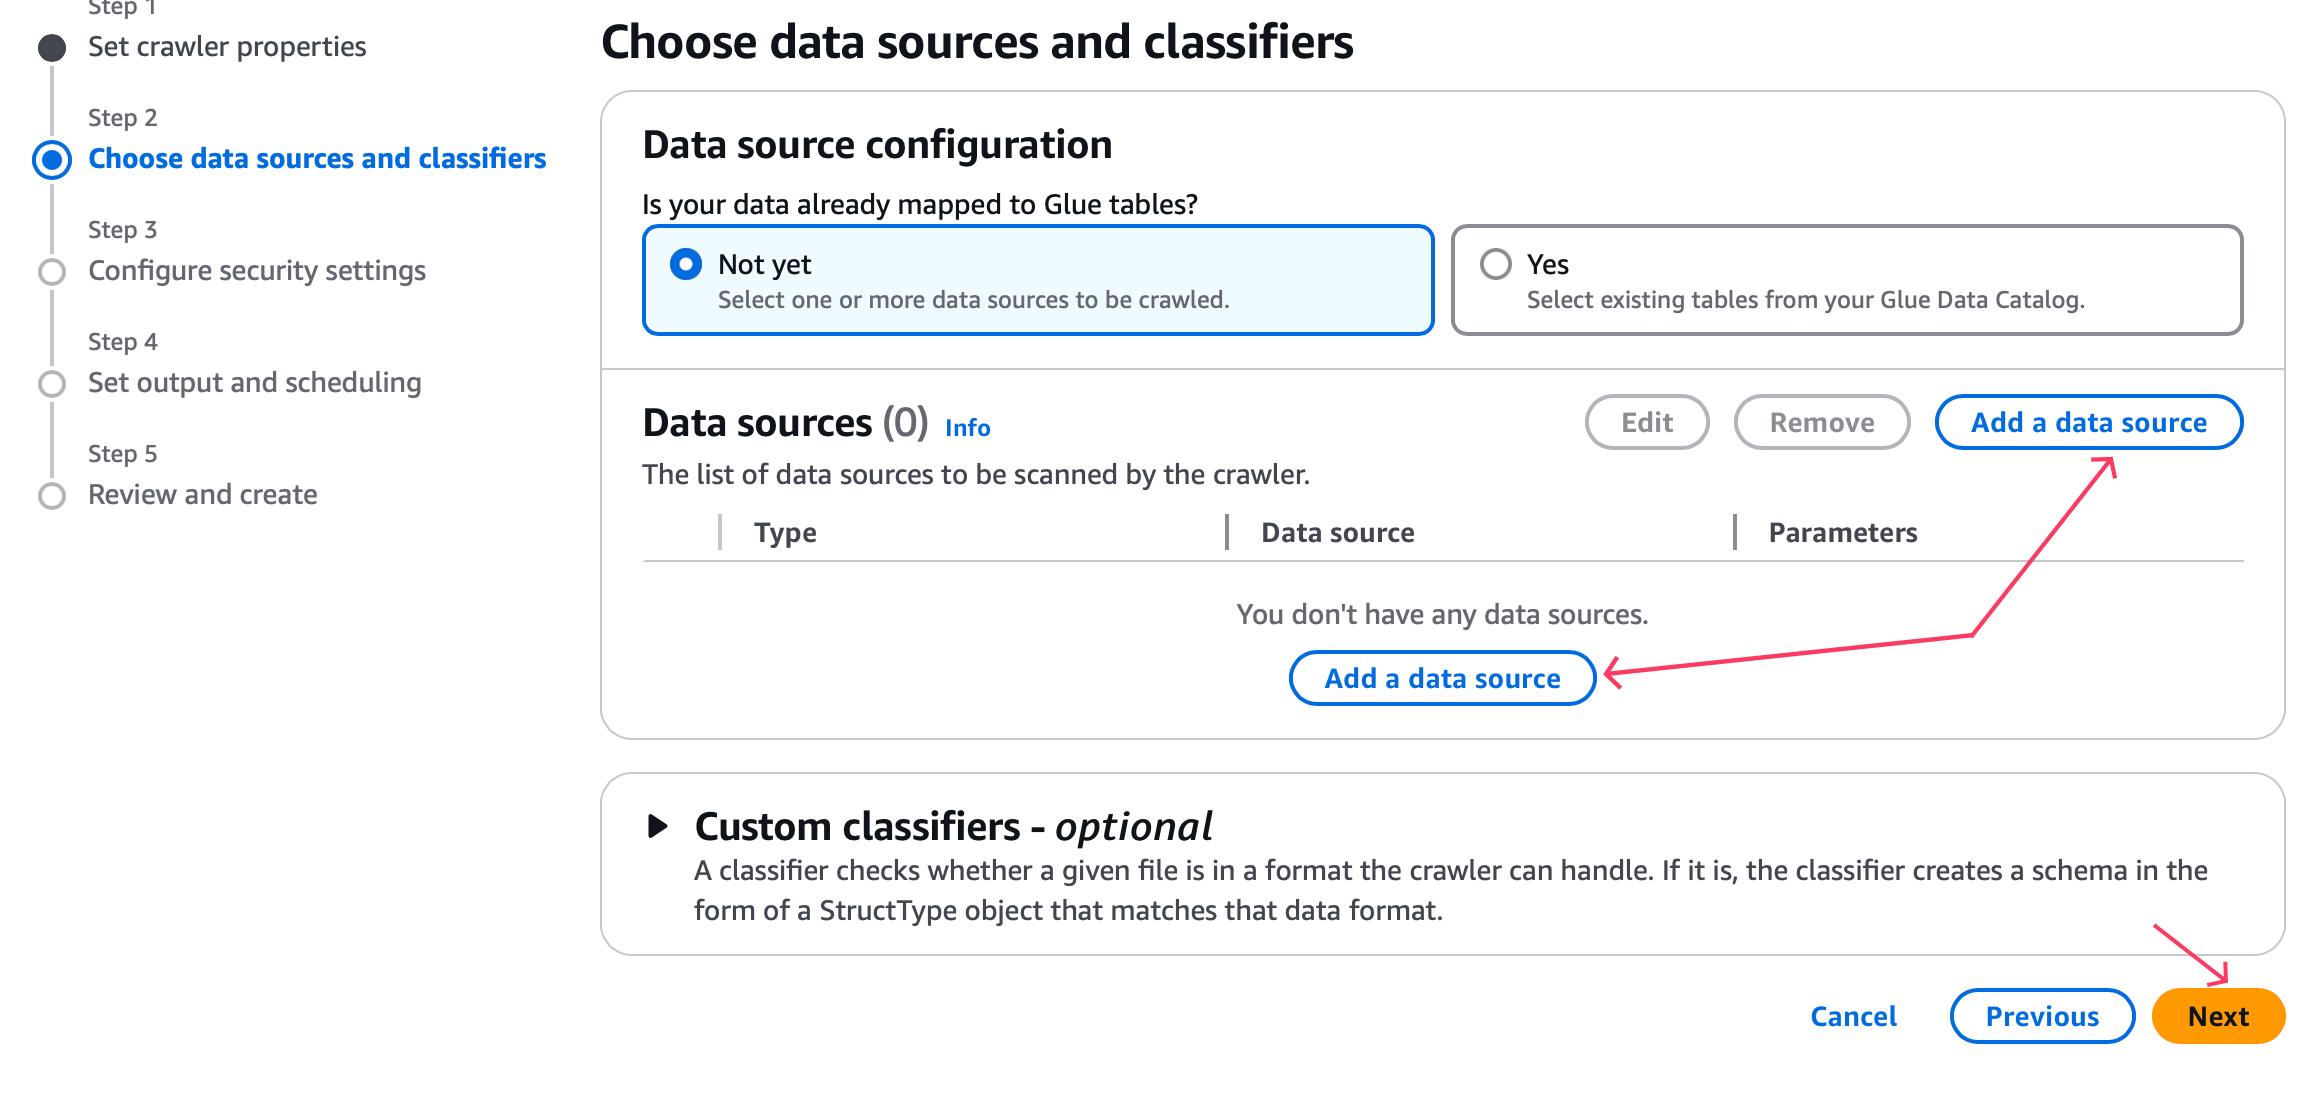 Step 1
Set crawler properties
Step 2
Choose data sources and classifiers
Step 3
Configure security settings
Step 4
Set output and scheduling
Step 5
Review and create
Choose data sources and classifiers
Data source configuration
Is your data already mapped to Glue tables?
Not yet
Select one or more data sources to be crawled.
Yes
Select existing tables from your Glue Data Catalog.
Data sources (0) Info
Edit
Remove
Add a data source
The list of data sources to be scanned by the crawler.
Type
Data source
Parameters
You don't have any data sources.
Add a data source
Custom classifiers - optional
A classifier checks whether a given file is in a format the crawler can handle. If it is, the classifier creates a schema in the
form of a StructType object that matches that data format.
Cancel
Previous
Next